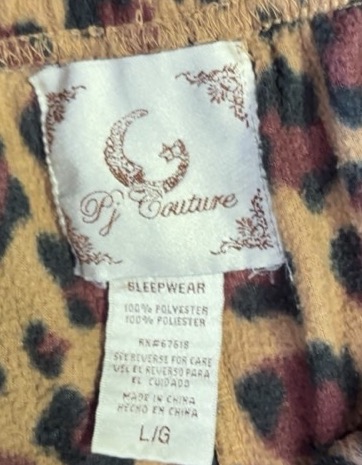 Pj Couture
SLEEPWEAR
100% POLYESTER
100% POLIESTER
RN#67618
SEE REVERSE FOR CARE
VEL EL REVERSO PARA
EL CUIDADO
MADE IN CHINA
HECHO EN CHINA
L/G